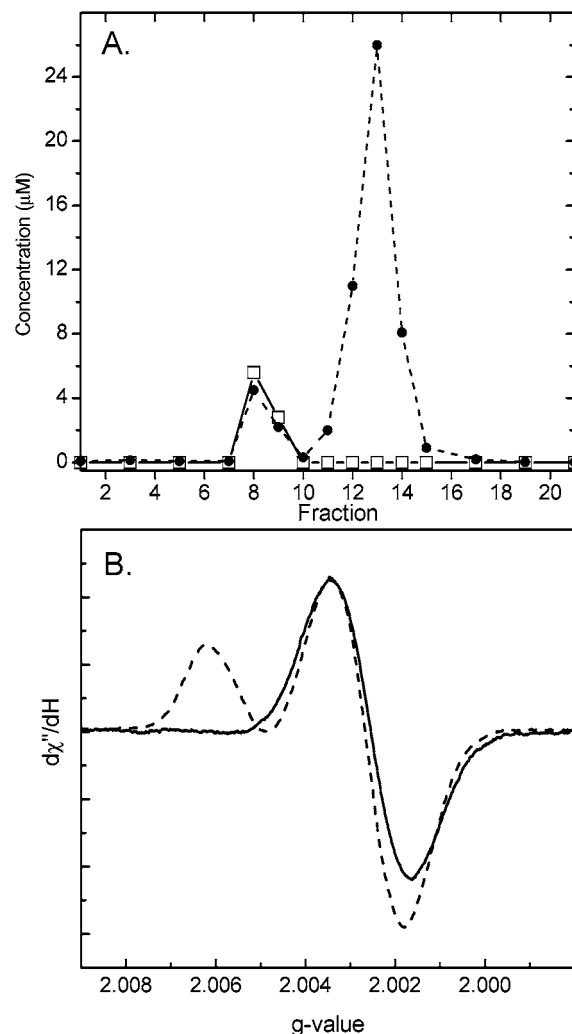 A.
24
20
16
12
8
4
0
Concentration (μM)
2 4 6 8 10 12 14 16 18 20
Fraction
B.
dχ"/dH
2.008 2.006 2.004 2.002 2.000
g-value